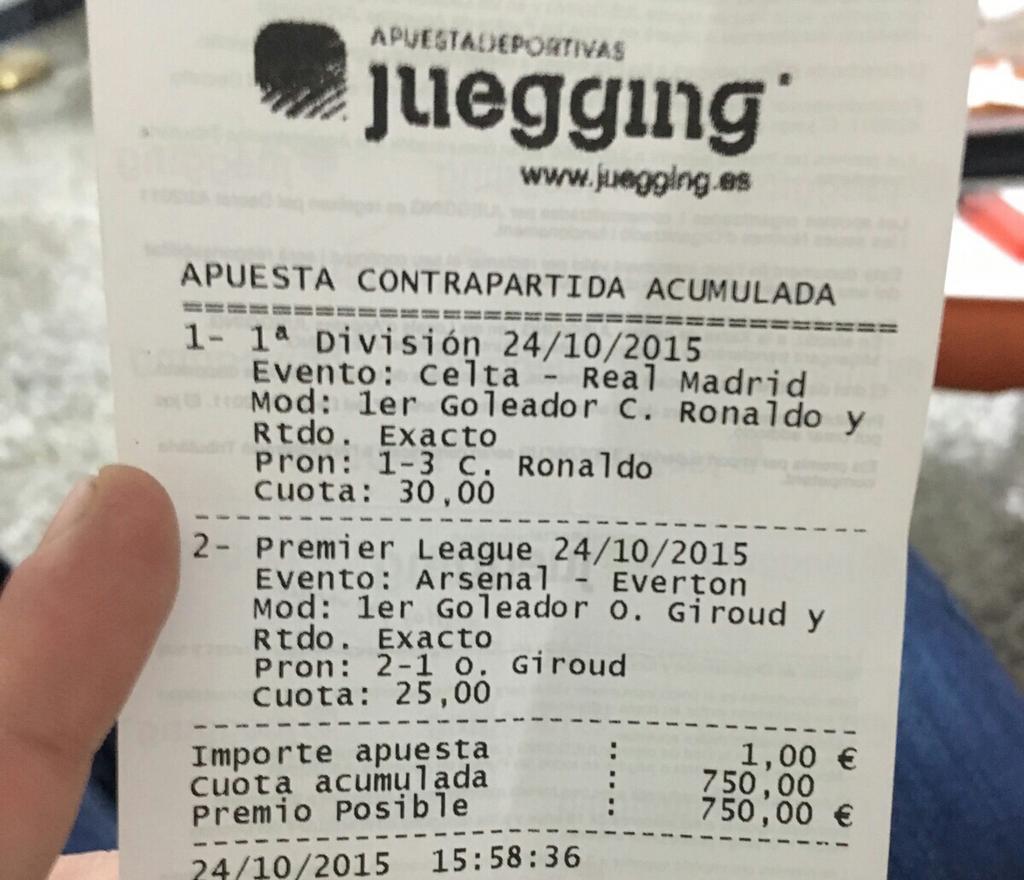 APUESTADEPORTIVAS
juegging
www.juegging.es
APUESTA CONTRAPARTIDA ACUMULADA
==================================
1- 1ª División 24/10/2015
Evento: Celta - Real Madrid
Mod: 1er Goleador C. Ronaldo y
Rtdo. Exacto
Pron: 1-3 C. Ronaldo
Cuota: 30,00
2- Premier League 24/10/2015
Evento: Arsenal - Everton
Mod: 1er Goleador O. Giroud y
Rtdo. Exacto
Pron: 2-1 O. Giroud
Cuota: 25,00
Importe apuesta : 1,00 €
Cuota acumulada : 750,00
Premio Posible : 750,00 €
24/10/2015 15:58:36